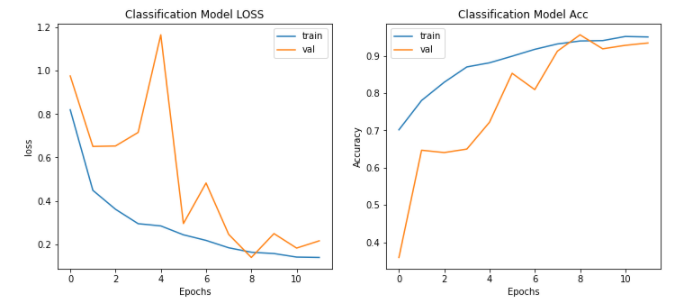 Classification Model LOSS
train
val
loss
1.2
1.0
0.8
0.6
0.4
0.2
0 2 4 6 8 10
Epochs
Classification Model Acc
train
val
Accuracy
0.9
0.8
0.7
0.6
0.5
0.4
0 2 4 6 8 10
Epochs